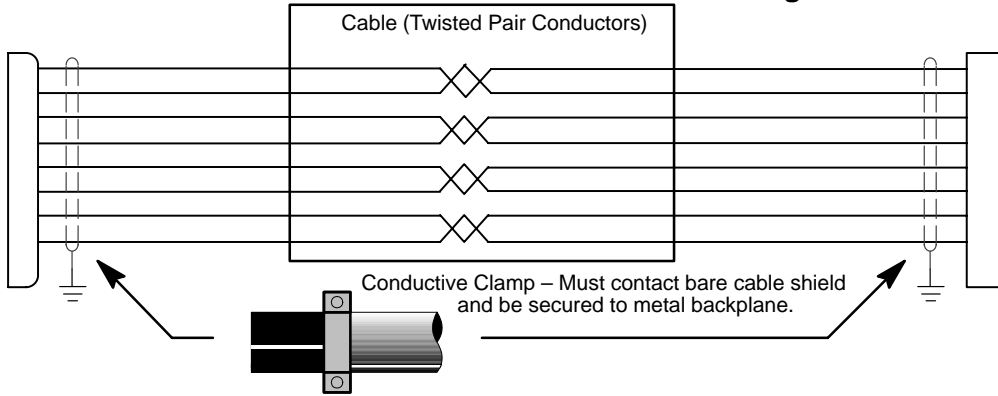 Cable (Twisted Pair Conductors)
Conductive Clamp – Must contact bare cable shield
and be secured to metal backplane.